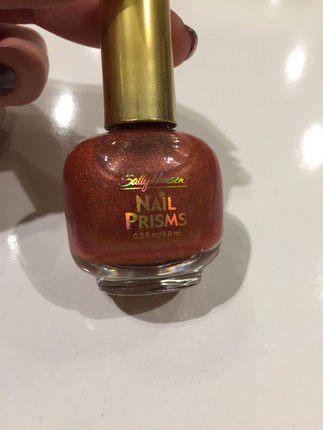 Sally Hansen
NAIL
PRISMS
0.3 fl oz/8.8 ml